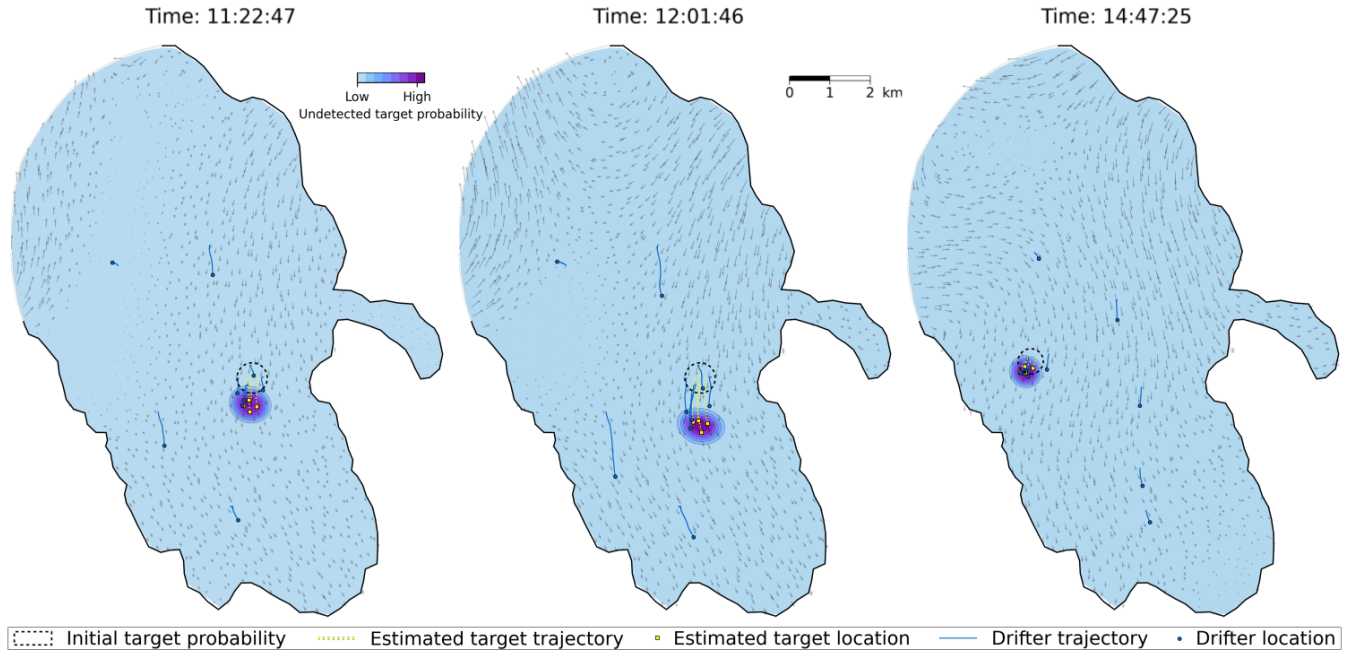 Time: 11:22:47
Time: 12:01:46
Time: 14:47:25
Low High
Undetected target probability
0 1 2 km
Initial target probability Estimated target trajectory Estimated target location Drifter trajectory Drifter location